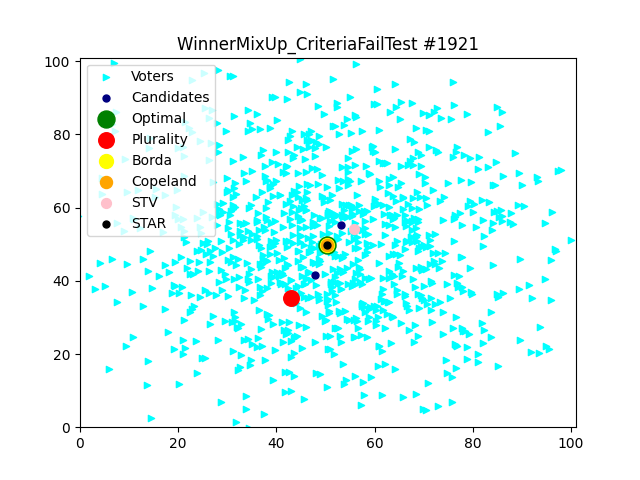 WinnerMixUp_CriteriaFailTest #1921
Voters
Candidates
Optimal
Plurality
Borda
Copeland
STV
STAR
100
80
60
40
20
0
0 20 40 60 80 100